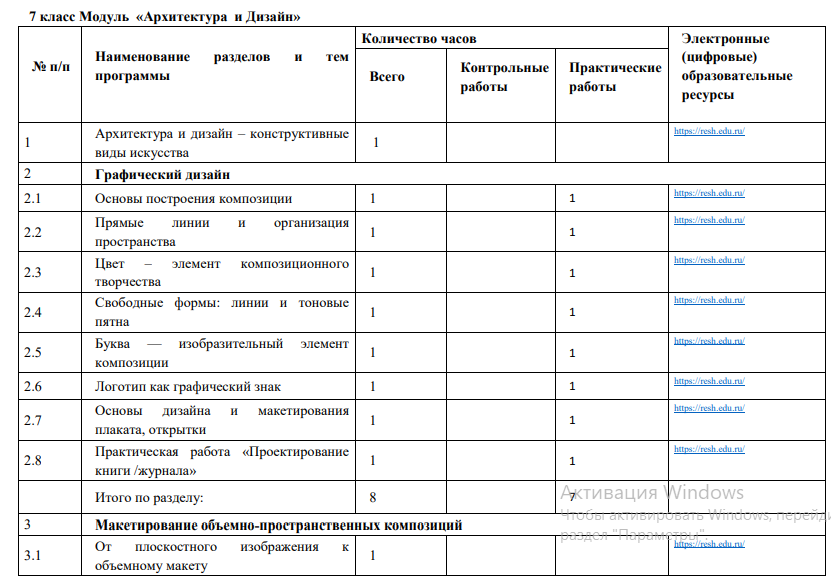 7 класс Модуль «Архитектура и Дизайн»
№ п/п
Наименование разделов и тем
программы
Количество часов
Всего
Контрольные
работы
Практические
работы
Электронные
(цифровые)
образовательные
ресурсы
1
Архитектура и дизайн – конструктивные
виды искусства
1
https://resh.edu.ru/
2
Графический дизайн
2.1
Основы построения композиции
1
1
https://resh.edu.ru/
2.2
Прямые линии и организация
пространства
1
1
https://resh.edu.ru/
2.3
Цвет – элемент композиционного
творчества
1
1
https://resh.edu.ru/
2.4
Свободные формы: линии и тоновые
пятна
1
1
https://resh.edu.ru/
2.5
Буква — изобразительный элемент
композиции
1
1
https://resh.edu.ru/
2.6
Логотип как графический знак
1
1
https://resh.edu.ru/
2.7
Основы дизайна и макетирования
плаката, открытки
1
1
https://resh.edu.ru/
2.8
Практическая работа «Проектирование
книги /журнала»
1
1
https://resh.edu.ru/
Итого по разделу:
8
7
Активация Windows
Чтобы активировать Windows, перейди
раздел "Параметры".
3
Макетирование объемно-пространственных композиций
3.1
От плоскостного изображения к
объемному макету
1
https://resh.edu.ru/